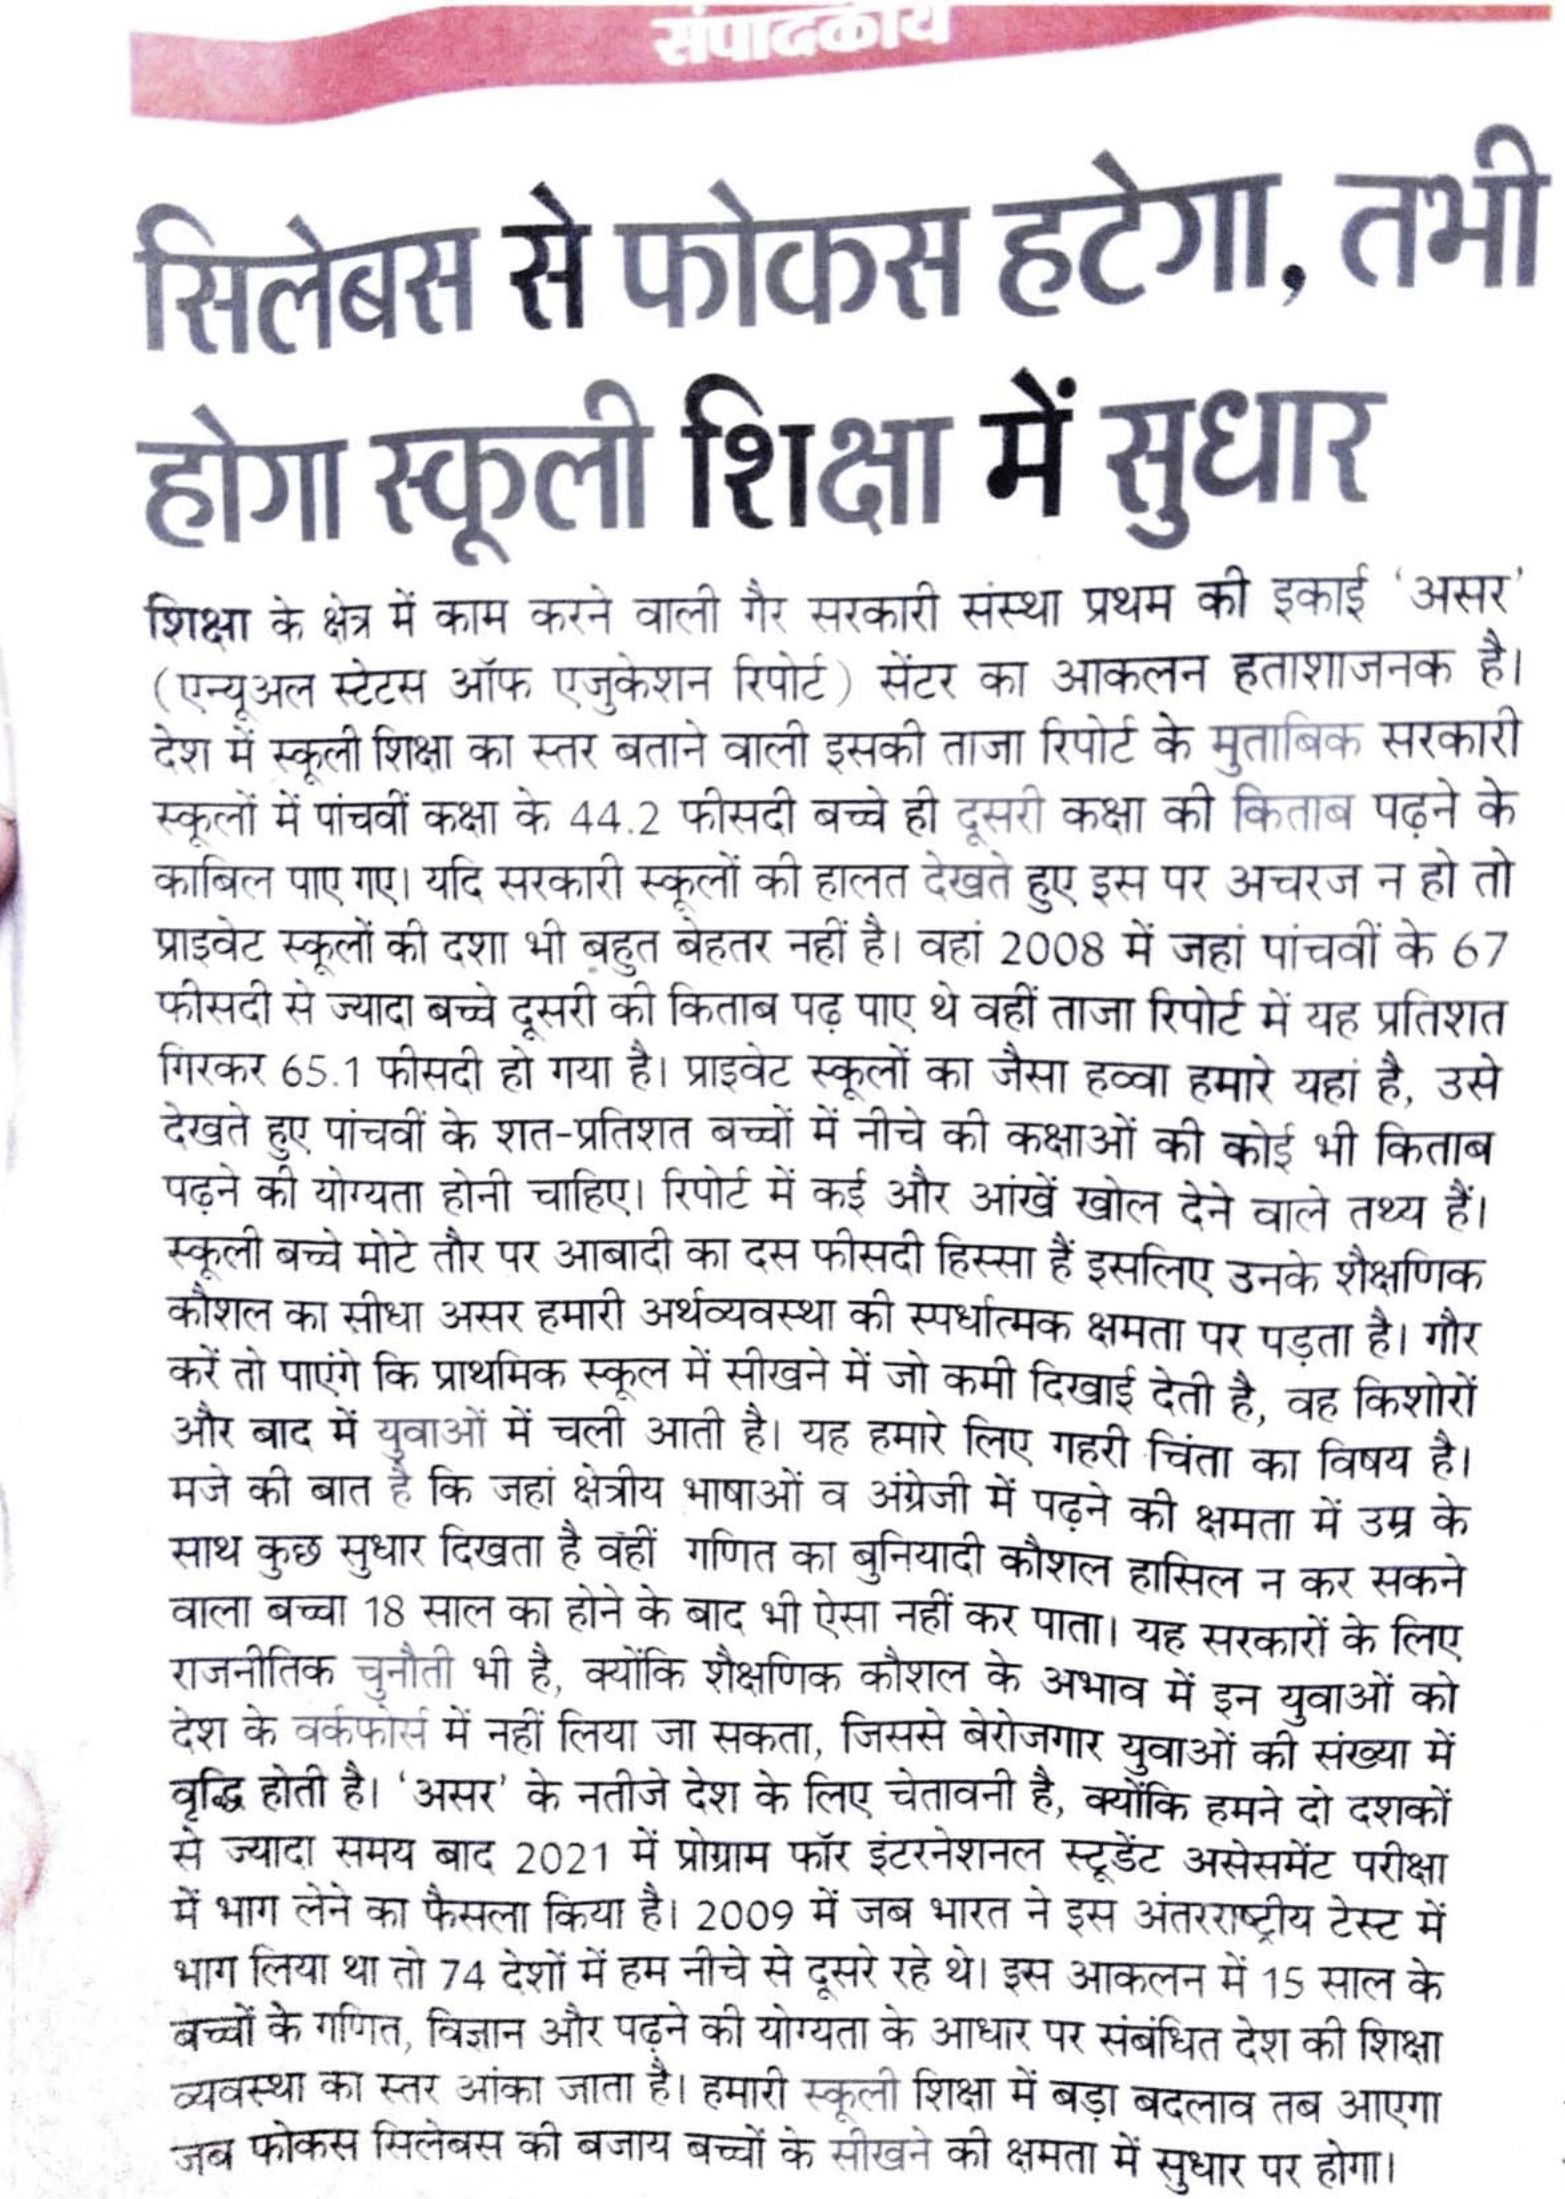 संपादकीय
सिलेबस से फोकस हटेगा, तभी
होगा स्कूली शिक्षा में सुधार
शिक्षा के क्षेत्र में काम करने वाली गैर सरकारी संस्था प्रथम की इकाई 'असर'
(एन्यूअल स्टेटस ऑफ एजुकेशन रिपोर्ट) सेंटर का आकलन हताशाजनक है।
देश में स्कूली शिक्षा का स्तर बताने वाली इसकी ताजा रिपोर्ट के मुताबिक सरकारी
स्कूलों में पांचवीं कक्षा के 44.2 फीसदी बच्चे ही दूसरी कक्षा की किताब पढ़ने के
काबिल पाए गए। यदि सरकारी स्कूलों की हालत देखते हुए इस पर अचरज न हो तो
प्राइवेट स्कूलों की दशा भी बहुत बेहतर नहीं है। वहां 2008 में जहां पांचवीं के 67
फीसदी से ज्यादा बच्चे दूसरी की किताब पढ़ पाए थे वहीं ताजा रिपोर्ट में यह प्रतिशत
गिरकर 65.1 फीसदी हो गया है। प्राइवेट स्कूलों का जैसा हव्वा हमारे यहां है, उसे
देखते हुए पांचवीं के शत-प्रतिशत बच्चों में नीचे की कक्षाओं की कोई भी किताब
पढ़ने की योग्यता होनी चाहिए। रिपोर्ट में कई और आंखें खोल देने वाले तथ्य हैं।
स्कूली बच्चे मोटे तौर पर आबादी का दस फीसदी हिस्सा हैं इसलिए उनके शैक्षणिक
कौशल का सीधा असर हमारी अर्थव्यवस्था की स्पर्धात्मक क्षमता पर पड़ता है। गौर
करें तो पाएंगे कि प्राथमिक स्कूल में सीखने में जो कमी दिखाई देती है, वह किशोरों
और बाद में युवाओं में चली आती है। यह हमारे लिए गहरी चिंता का विषय है।
मजे की बात है कि जहां क्षेत्रीय भाषाओं व अंग्रेजी में पढ़ने की क्षमता में उम्र के
साथ कुछ सुधार दिखता है वहीं गणित का बुनियादी कौशल हासिल न कर सकने
वाला बच्चा 18 साल का होने के बाद भी ऐसा नहीं कर पाता। यह सरकारों के लिए
राजनीतिक चुनौती भी है, क्योंकि शैक्षणिक कौशल के अभाव में इन युवाओं को
देश के वर्कफोर्स में नहीं लिया जा सकता, जिससे बेरोजगार युवाओं की संख्या में
वृद्धि होती है। 'असर' के नतीजे देश के लिए चेतावनी है, क्योंकि हमने दो दशकों
से ज्यादा समय बाद 2021 में प्रोग्राम फॉर इंटरनेशनल स्टूडेंट असेसमेंट परीक्षा
में भाग लेने का फैसला किया है। 2009 में जब भारत ने इस अंतरराष्ट्रीय टेस्ट में
भाग लिया था तो 74 देशों में हम नीचे से दूसरे रहे थे। इस आकलन में 15 साल के
बच्चों के गणित, विज्ञान और पढ़ने की योग्यता के आधार पर संबंधित देश की शिक्षा
व्यवस्था का स्तर आंका जाता है। हमारी स्कूली शिक्षा में बड़ा बदलाव तब आएगा
जब फोकस सिलेबस की बजाय बच्चों के सीखने की क्षमता में सुधार पर होगा।